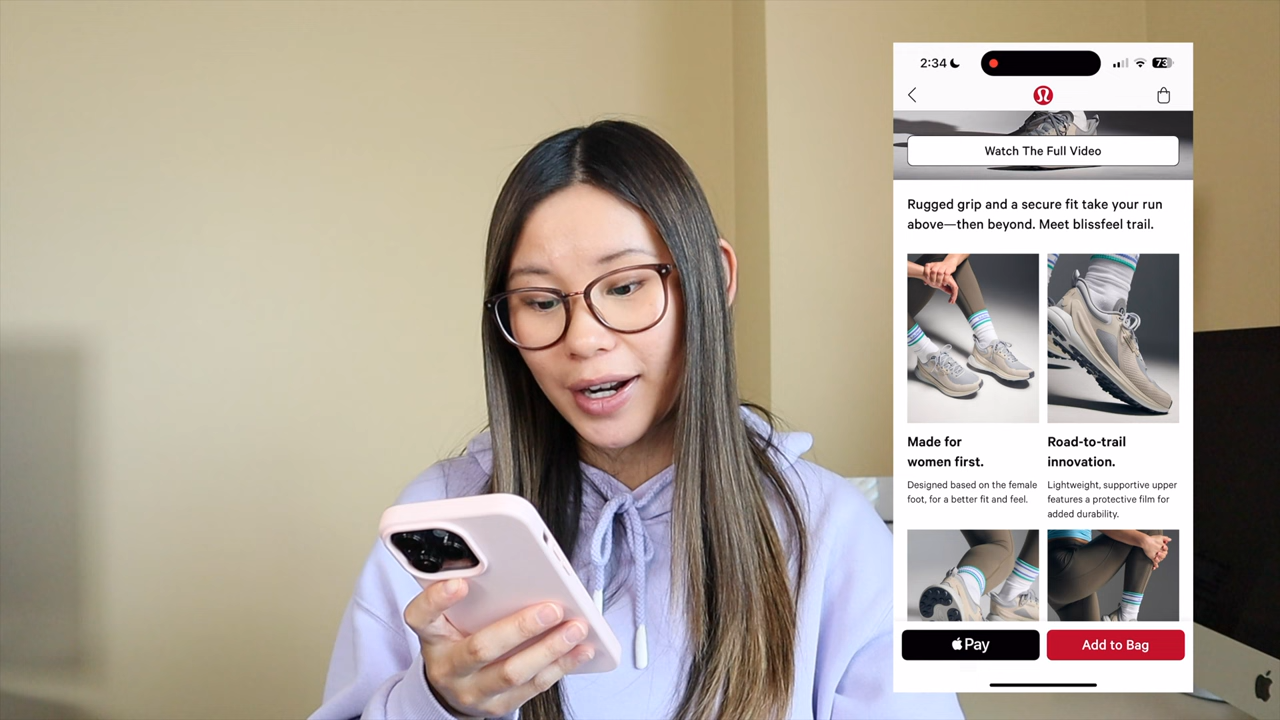 2:34
73
Watch The Full Video
Rugged grip and a secure fit take your run
above—then beyond. Meet blissfeel trail.
Made for
women first.
Designed based on the female
foot, for a better fit and feel.
Road-to-trail
innovation.
Lightweight, supportive upper
features a protective film for
added durability.
Pay
Add to Bag